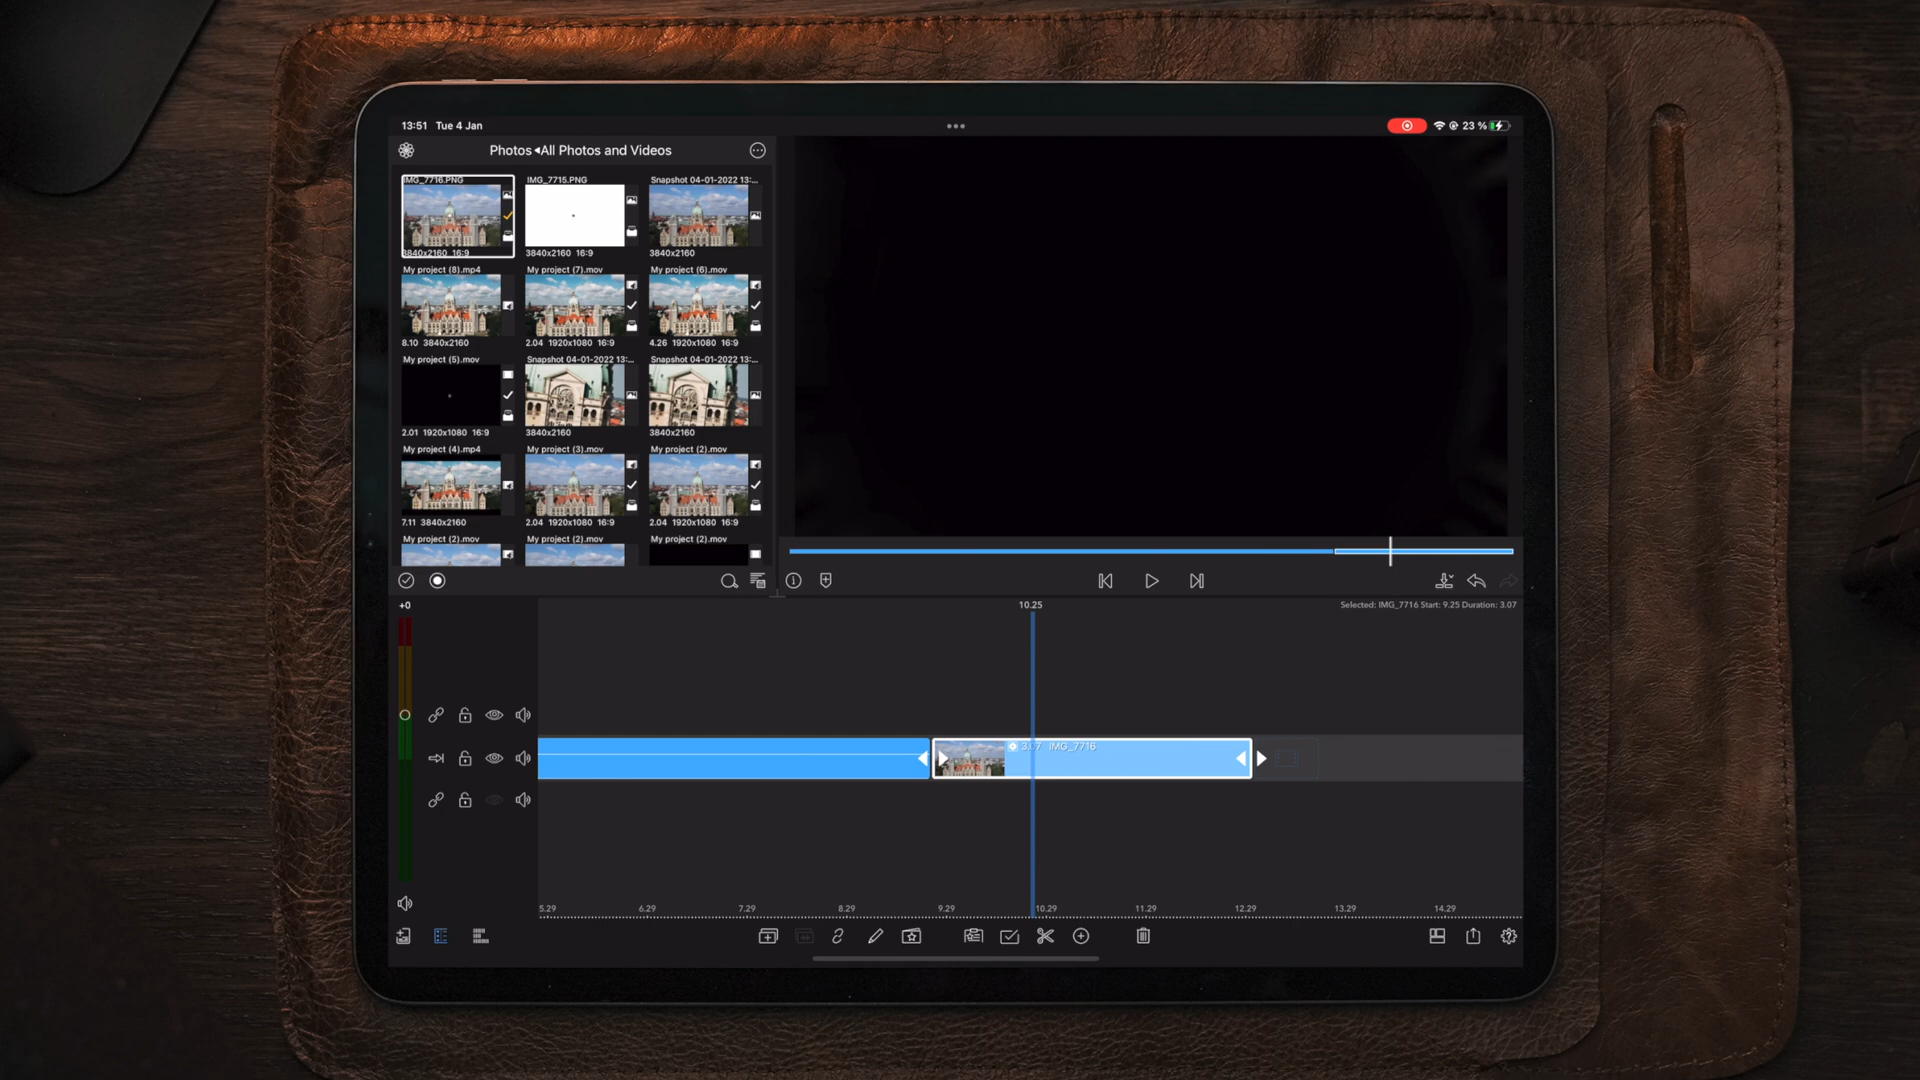 13:51 Tue 4 Jan
23 %
Photos◂All Photos and Videos
IMG_7716.PNG
IMG_7715.PNG
Snapshot 04-01-2022 13:...
3840x2160 16:9
3840x2160 16:9
3840x2160
My project (8).mp4
My project (7).mov
My project (6).mov
8.10 3840x2160
2.04 1920x1080 16:9
4.26 1920x1080 16:9
My project (5).mov
Snapshot 04-01-2022 13:...
Snapshot 04-01-2022 13:...
2.01 1920x1080 16:9
3840x2160
3840x2160
My project (4).mp4
My project (3).mov
My project (2).mov
7.11 3840x2160
2.04 1920x1080 16:9
2.04 1920x1080 16:9
My project (2).mov
My project (2).mov
My project (2).mov
+0
10.25
Selected: IMG_7716 Start: 9.25 Duration: 3.07
3.07 IMG_7716
5.29 6.29 7.29 8.29 9.29 10.29 11.29 12.29 13.29 14.29